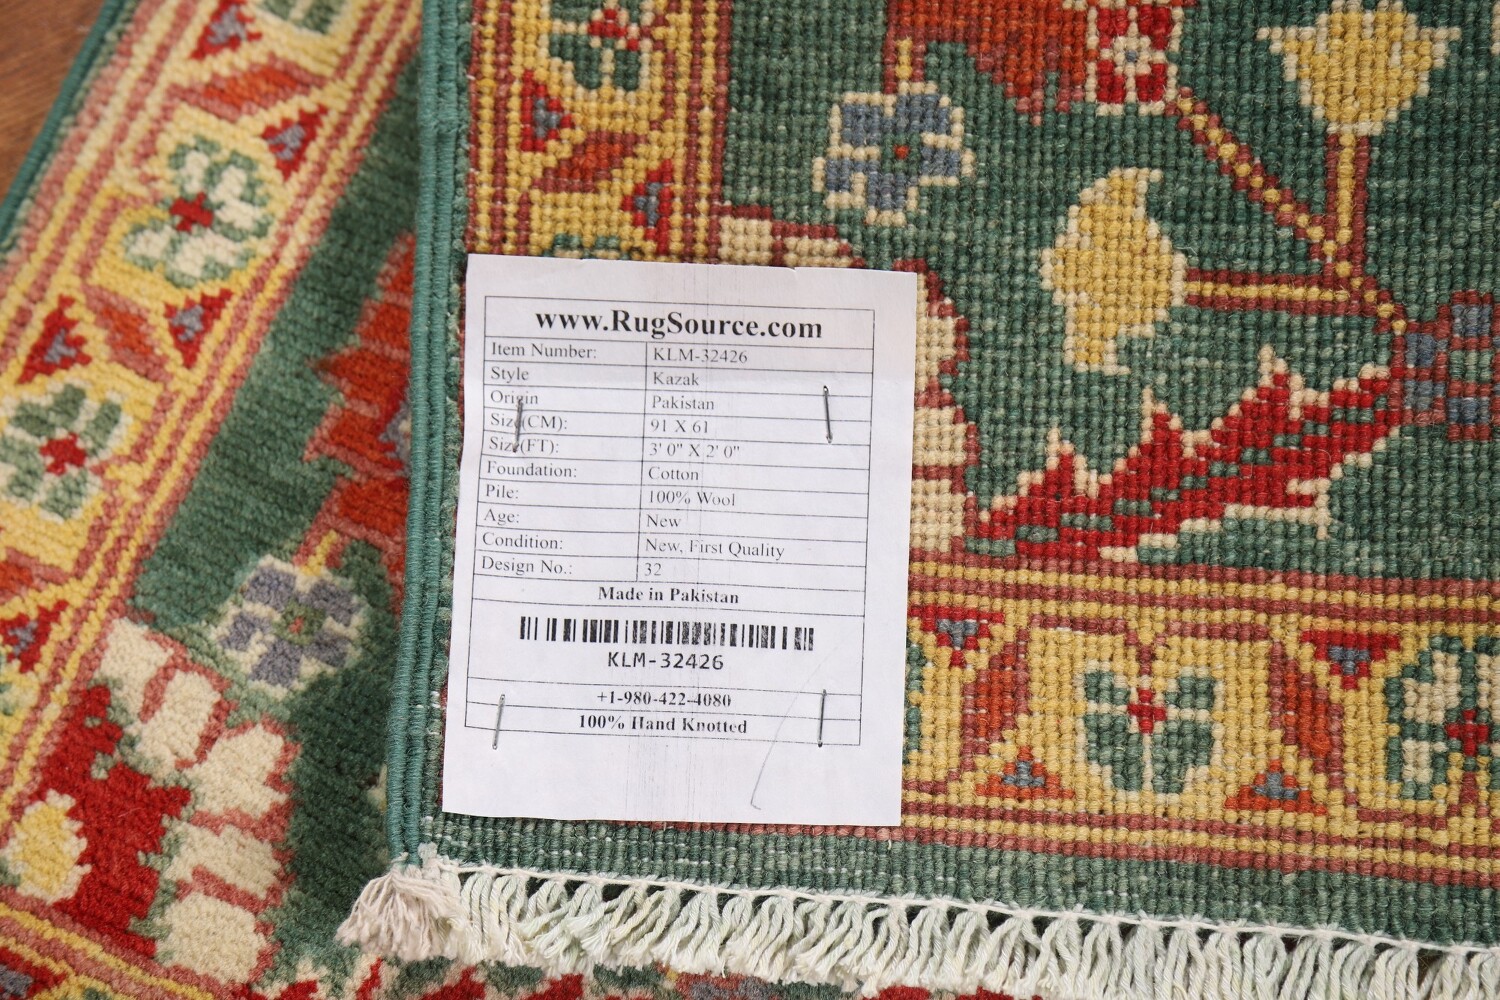 www.RugSource.com
Item Number: KLM-32426
Style Kazak
Origin Pakistan
Size(CM): 91 X 61
Size(FT): 3' 0" X 2' 0"
Foundation: Cotton
Pile: 100% Wool
Age: New
Condition: New, First Quality
Design No.: 32
Made in Pakistan
KLM-32426
+1-980-422-4080
100% Hand Knotted